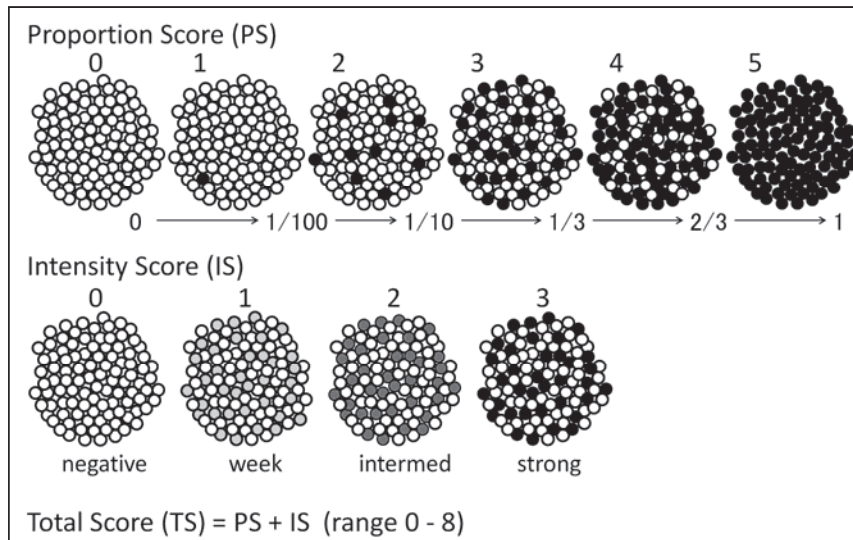 Proportion Score (PS)
0 1 2 3 4 5
0 1/100 1/10 1/3 2/3 1
Intensity Score (IS)
0 1 2 3
negative week intermed strong
Total Score (TS) = PS + IS (range 0 - 8)